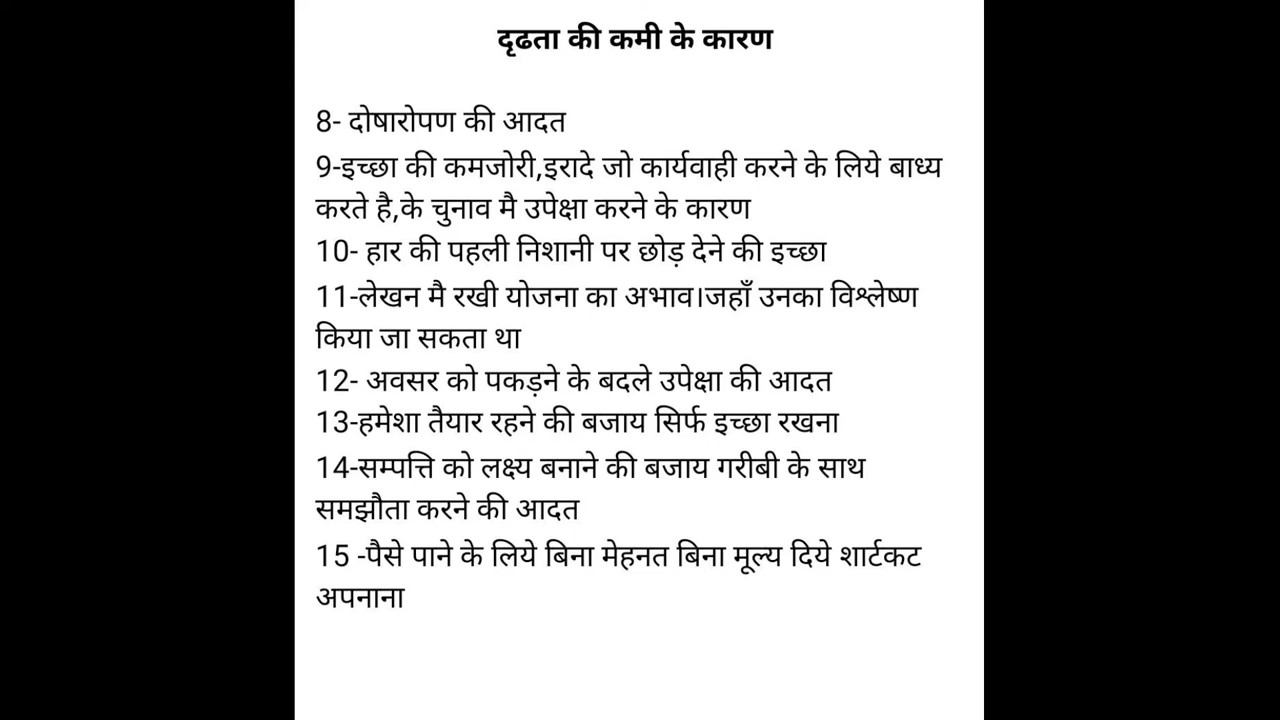 दृढता की कमी के कारण
8- दोषारोपण की आदत
9-इच्छा की कमजोरी,इरादे जो कार्यवाही करने के लिये बाध्य
करते है,के चुनाव मै उपेक्षा करने के कारण
10- हार की पहली निशानी पर छोड़ देने की इच्छा
11-लेखन मै रखी योजना का अभाव।जहाँ उनका विश्लेष्ण
किया जा सकता था
12- अवसर को पकड़ने के बदले उपेक्षा की आदत
13-हमेशा तैयार रहने की बजाय सिर्फ इच्छा रखना
14-सम्पत्ति को लक्ष्य बनाने की बजाय गरीबी के साथ
समझौता करने की आदत
15 -पैसे पाने के लिये बिना मेहनत बिना मूल्य दिये शार्टकट
अपनाना